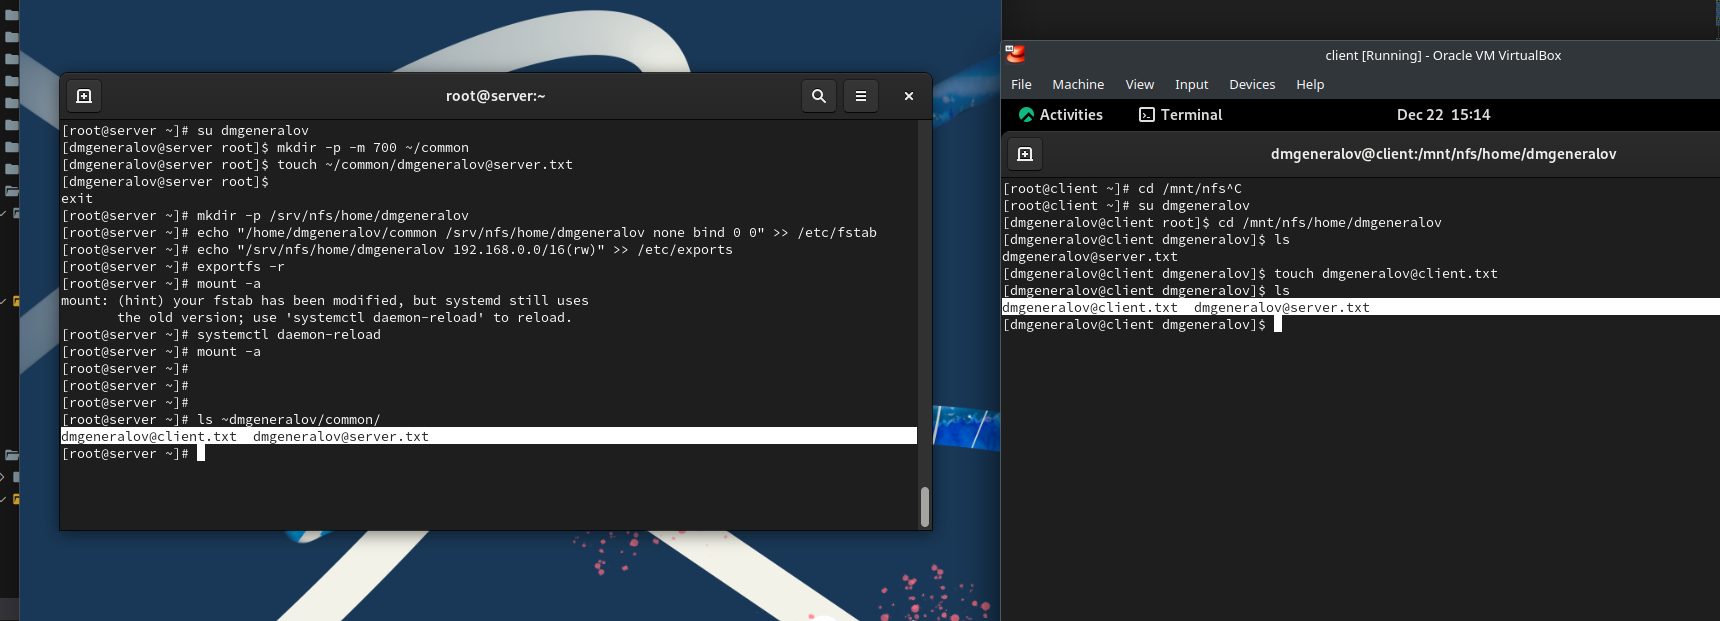 root@server:~
[root@server ~]# su dmgeneralov
[dmgeneralov@server root]$ mkdir -p -m 700 ~/common
[dmgeneralov@server root]$ touch ~/common/dmgeneralov@server.txt
[dmgeneralov@server root]$
exit
[root@server ~]# mkdir -p /srv/nfs/home/dmgeneralov
[root@server ~]# echo "/home/dmgeneralov/common /srv/nfs/home/dmgeneralov none bind 0 0" >> /etc/fstab
[root@server ~]# echo "/srv/nfs/home/dmgeneralov 192.168.0.0/16(rw)" >> /etc/exports
[root@server ~]# exportfs -r
[root@server ~]# mount -a
mount: (hint) your fstab has been modified, but systemd still uses
       the old version; use 'systemctl daemon-reload' to reload.
[root@server ~]# systemctl daemon-reload
[root@server ~]# mount -a
[root@server ~]#
[root@server ~]#
[root@server ~]#
[root@server ~]# ls ~dmgeneralov/common/
dmgeneralov@client.txt  dmgeneralov@server.txt
[root@server ~]#
client [Running] - Oracle VM VirtualBox
File Machine View Input Devices Help
Activities Terminal Dec 22 15:14
dmgeneralov@client:/mnt/nfs/home/dmgeneralov
[root@client ~]# cd /mnt/nfs^C
[root@client ~]# su dmgeneralov
[dmgeneralov@client root]$ cd /mnt/nfs/home/dmgeneralov
[dmgeneralov@client dmgeneralov]$ ls
dmgeneralov@server.txt
[dmgeneralov@client dmgeneralov]$ touch dmgeneralov@client.txt
[dmgeneralov@client dmgeneralov]$ ls
dmgeneralov@client.txt  dmgeneralov@server.txt
[dmgeneralov@client dmgeneralov]$